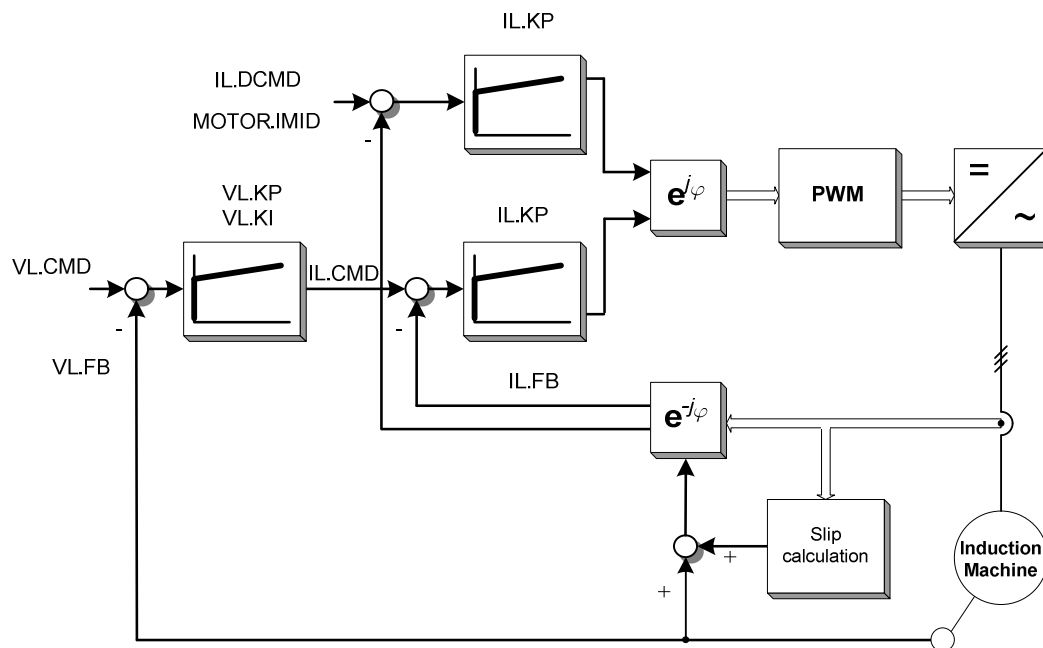 IL.KP
IL.DCMD
MOTOR.IMID
-
VL.KP
VL.KI
IL.KP
e^jφ
PWM
=
~
VL.CMD
IL.CMD
-
-
VL.FB
IL.FB
e^-jφ
Slip
calculation
+
+
Induction
Machine